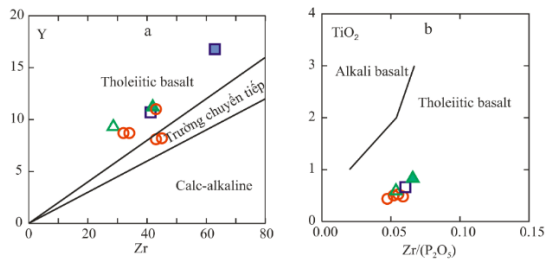 Y
a
20
15
10
5
0
Tholeiitic basalt
Trường chuyển tiếp
Calc-alkaline
0
20
40
60
80
Zr
TiO₂
b
4
3
2
1
0
Alkali basalt
Tholeiitic basalt
0.00
0.05
0.10
0.15
Zr/(P₂O₅)